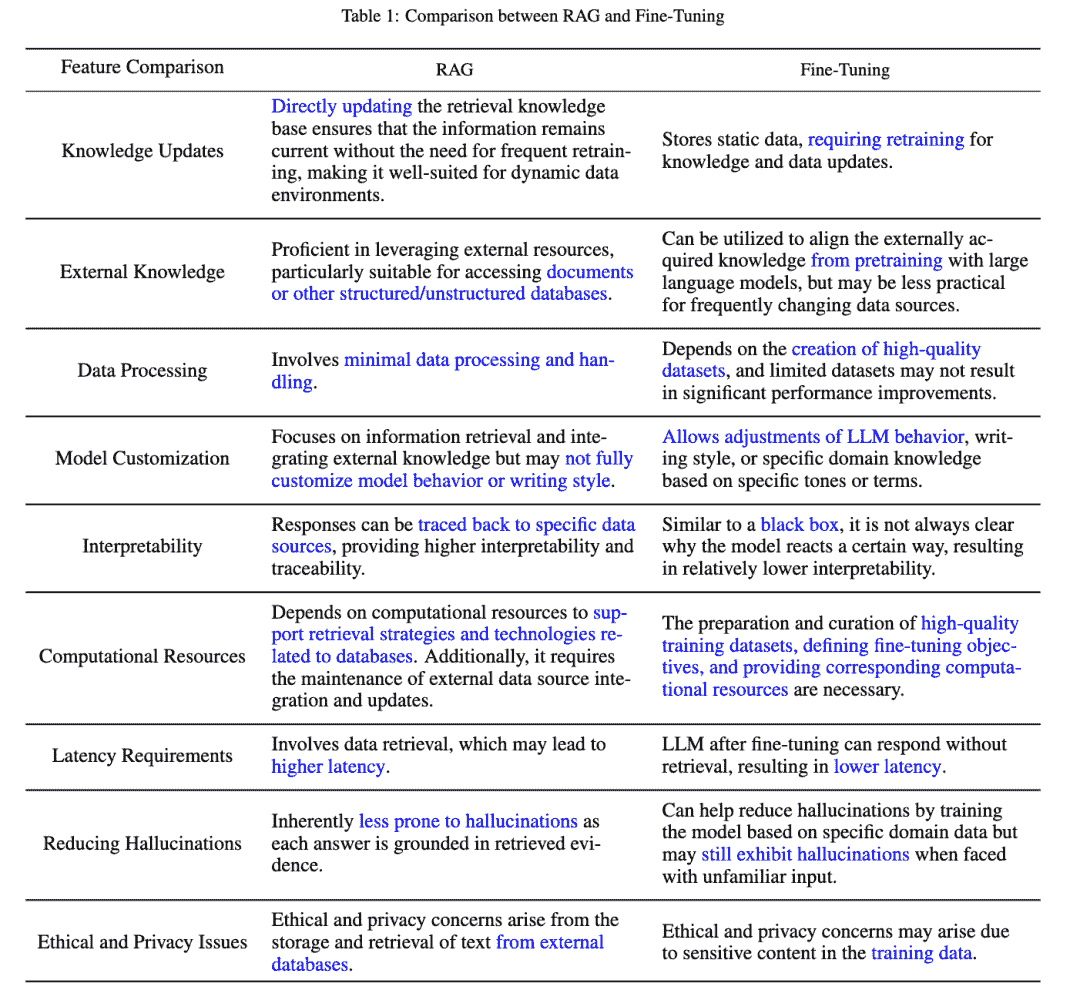 Table 1: Comparison between RAG and Fine-Tuning
Feature Comparison
RAG
Fine-Tuning
Knowledge Updates
Directly updating the retrieval knowledge
base ensures that the information remains
current without the need for frequent retrain-
ing, making it well-suited for dynamic data
environments.
Stores static data, requiring retraining for
knowledge and data updates.
External Knowledge
Proficient in leveraging external resources,
particularly suitable for accessing documents
or other structured/unstructured databases.
Can be utilized to align the externally ac-
quired knowledge from pretraining with large
language models, but may be less practical
for frequently changing data sources.
Data Processing
Involves minimal data processing and han-
dling.
Depends on the creation of high-quality
datasets, and limited datasets may not result
in significant performance improvements.
Model Customization
Focuses on information retrieval and inte-
grating external knowledge but may not fully
customize model behavior or writing style.
Allows adjustments of LLM behavior, writ-
ing style, or specific domain knowledge
based on specific tones or terms.
Interpretability
Responses can be traced back to specific data
sources, providing higher interpretability and
traceability.
Similar to a black box, it is not always clear
why the model reacts a certain way, resulting
in relatively lower interpretability.
Computational Resources
Depends on computational resources to sup-
port retrieval strategies and technologies re-
lated to databases. Additionally, it requires
the maintenance of external data source inte-
gration and updates.
The preparation and curation of high-quality
training datasets, defining fine-tuning objec-
tives, and providing corresponding computa-
tional resources are necessary.
Latency Requirements
Involves data retrieval, which may lead to
higher latency.
LLM after fine-tuning can respond without
retrieval, resulting in lower latency.
Reducing Hallucinations
Inherently less prone to hallucinations as
each answer is grounded in retrieved evi-
dence.
Can help reduce hallucinations by training
the model based on specific domain data but
may still exhibit hallucinations when faced
with unfamiliar input.
Ethical and Privacy Issues
Ethical and privacy concerns arise from the
storage and retrieval of text from external
databases.
Ethical and privacy concerns may arise due
to sensitive content in the training data.